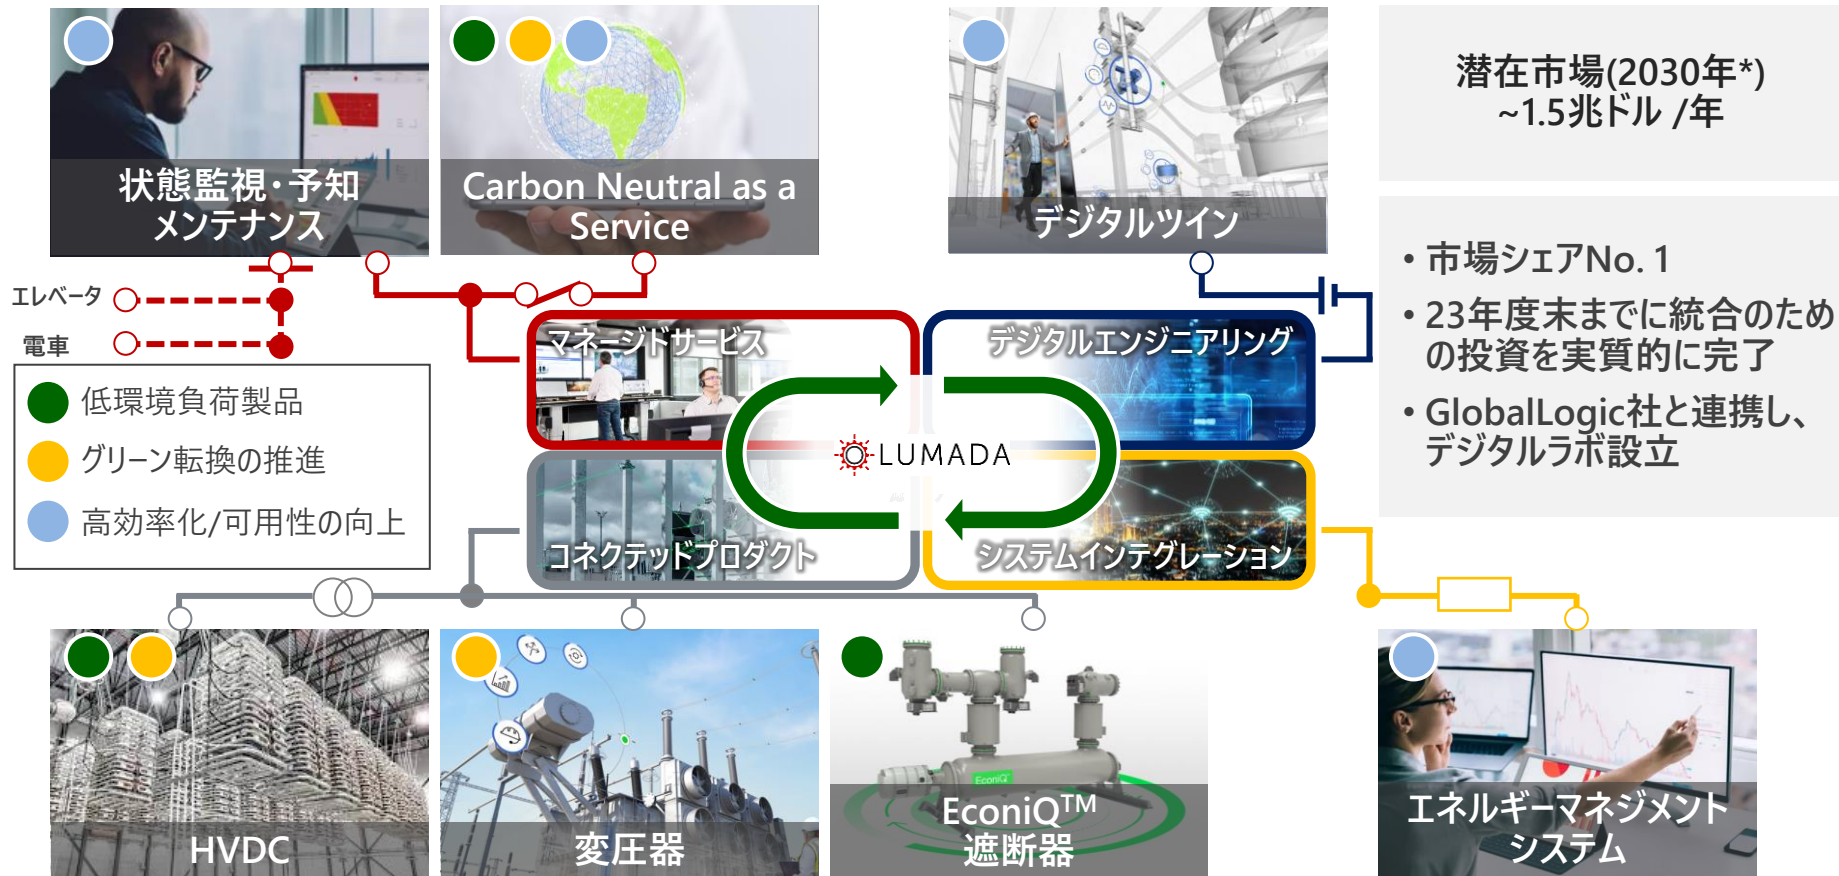 状態監視・予知
メンテナンス
Carbon Neutral as a
Service
デジタルツイン
潜在市場(2030年*)
~1.5兆ドル /年
• 市場シェアNo. 1
• 23年度末までに統合のため
の投資を実質的に完了
• GlobalLogic社と連携し、
デジタルラボ設立
エレベータ
電車
低環境負荷製品
グリーン転換の推進
高効率化/可用性の向上
マネージドサービス
デジタルエンジニアリング
LUMADA
コネクテッドプロダクト
システムインテグレーション
HVDC
変圧器
EconiQ
EconiQ™
遮断器
エネルギーマネジメント
システム